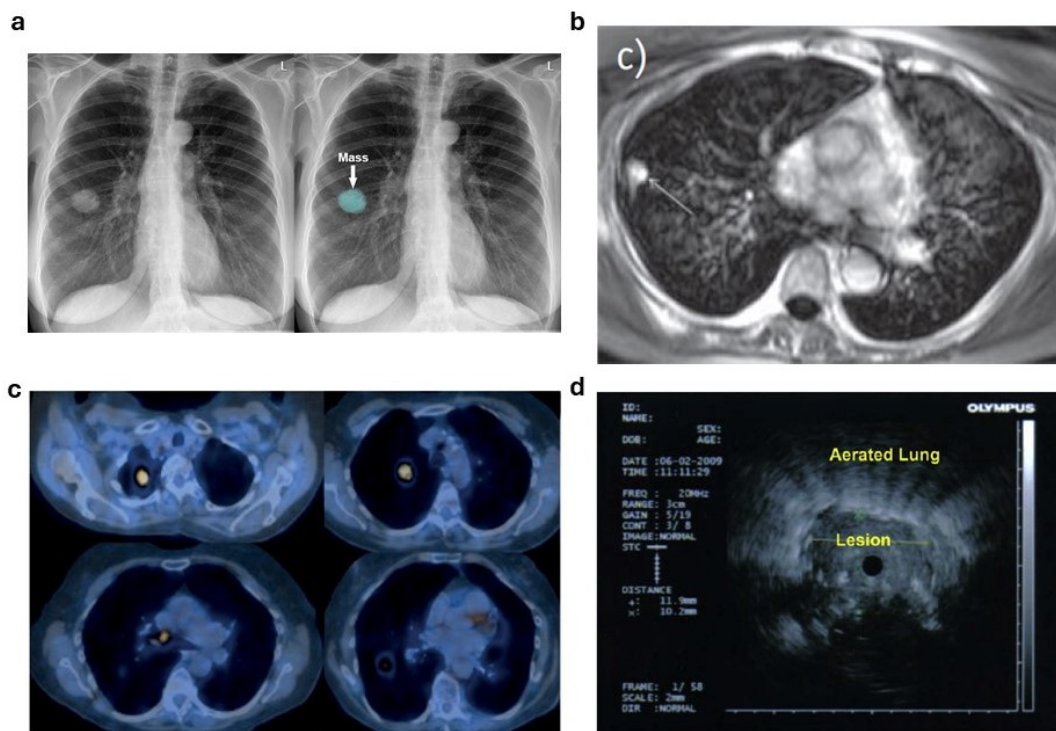 a
L
L
Mass
b
c)
c
d
ID:
NAME:
SEX:
DOB: AGE:
DATE :06-02-2009
TIME :11:11:29
FREQ : 20MHz
RANGE: 3cm
GAIN : 5/19
CONT : 3/ 8
IMAGE:NORMAL
STC
DISTANCE
+: 11.9mm
×: 10.2mm
FRAME: 1/ 58
SCALE: 2mm
DIR :NORMAL
OLYMPUS
Aerated Lung
Lesion